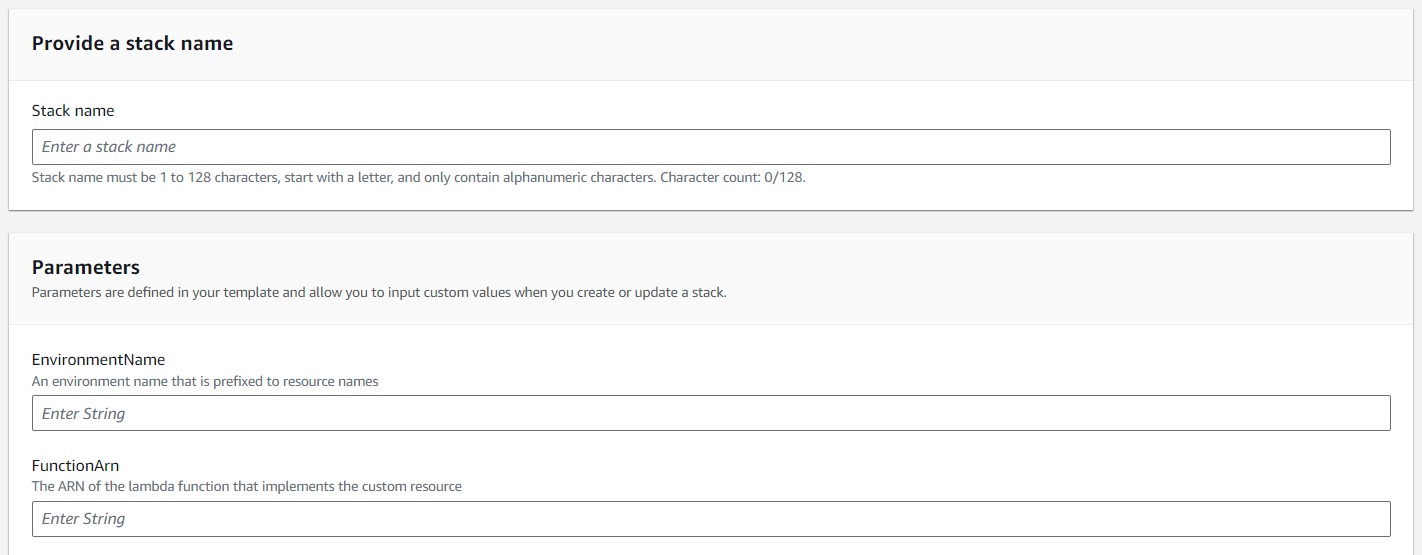 Provide a stack name
Stack name
Enter a stack name
Stack name must be 1 to 128 characters, start with a letter, and only contain alphanumeric characters. Character count: 0/128.
Parameters
Parameters are defined in your template and allow you to input custom values when you create or update a stack.
EnvironmentName
An environment name that is prefixed to resource names
Enter String
FunctionArn
The ARN of the lambda function that implements the custom resource
Enter String